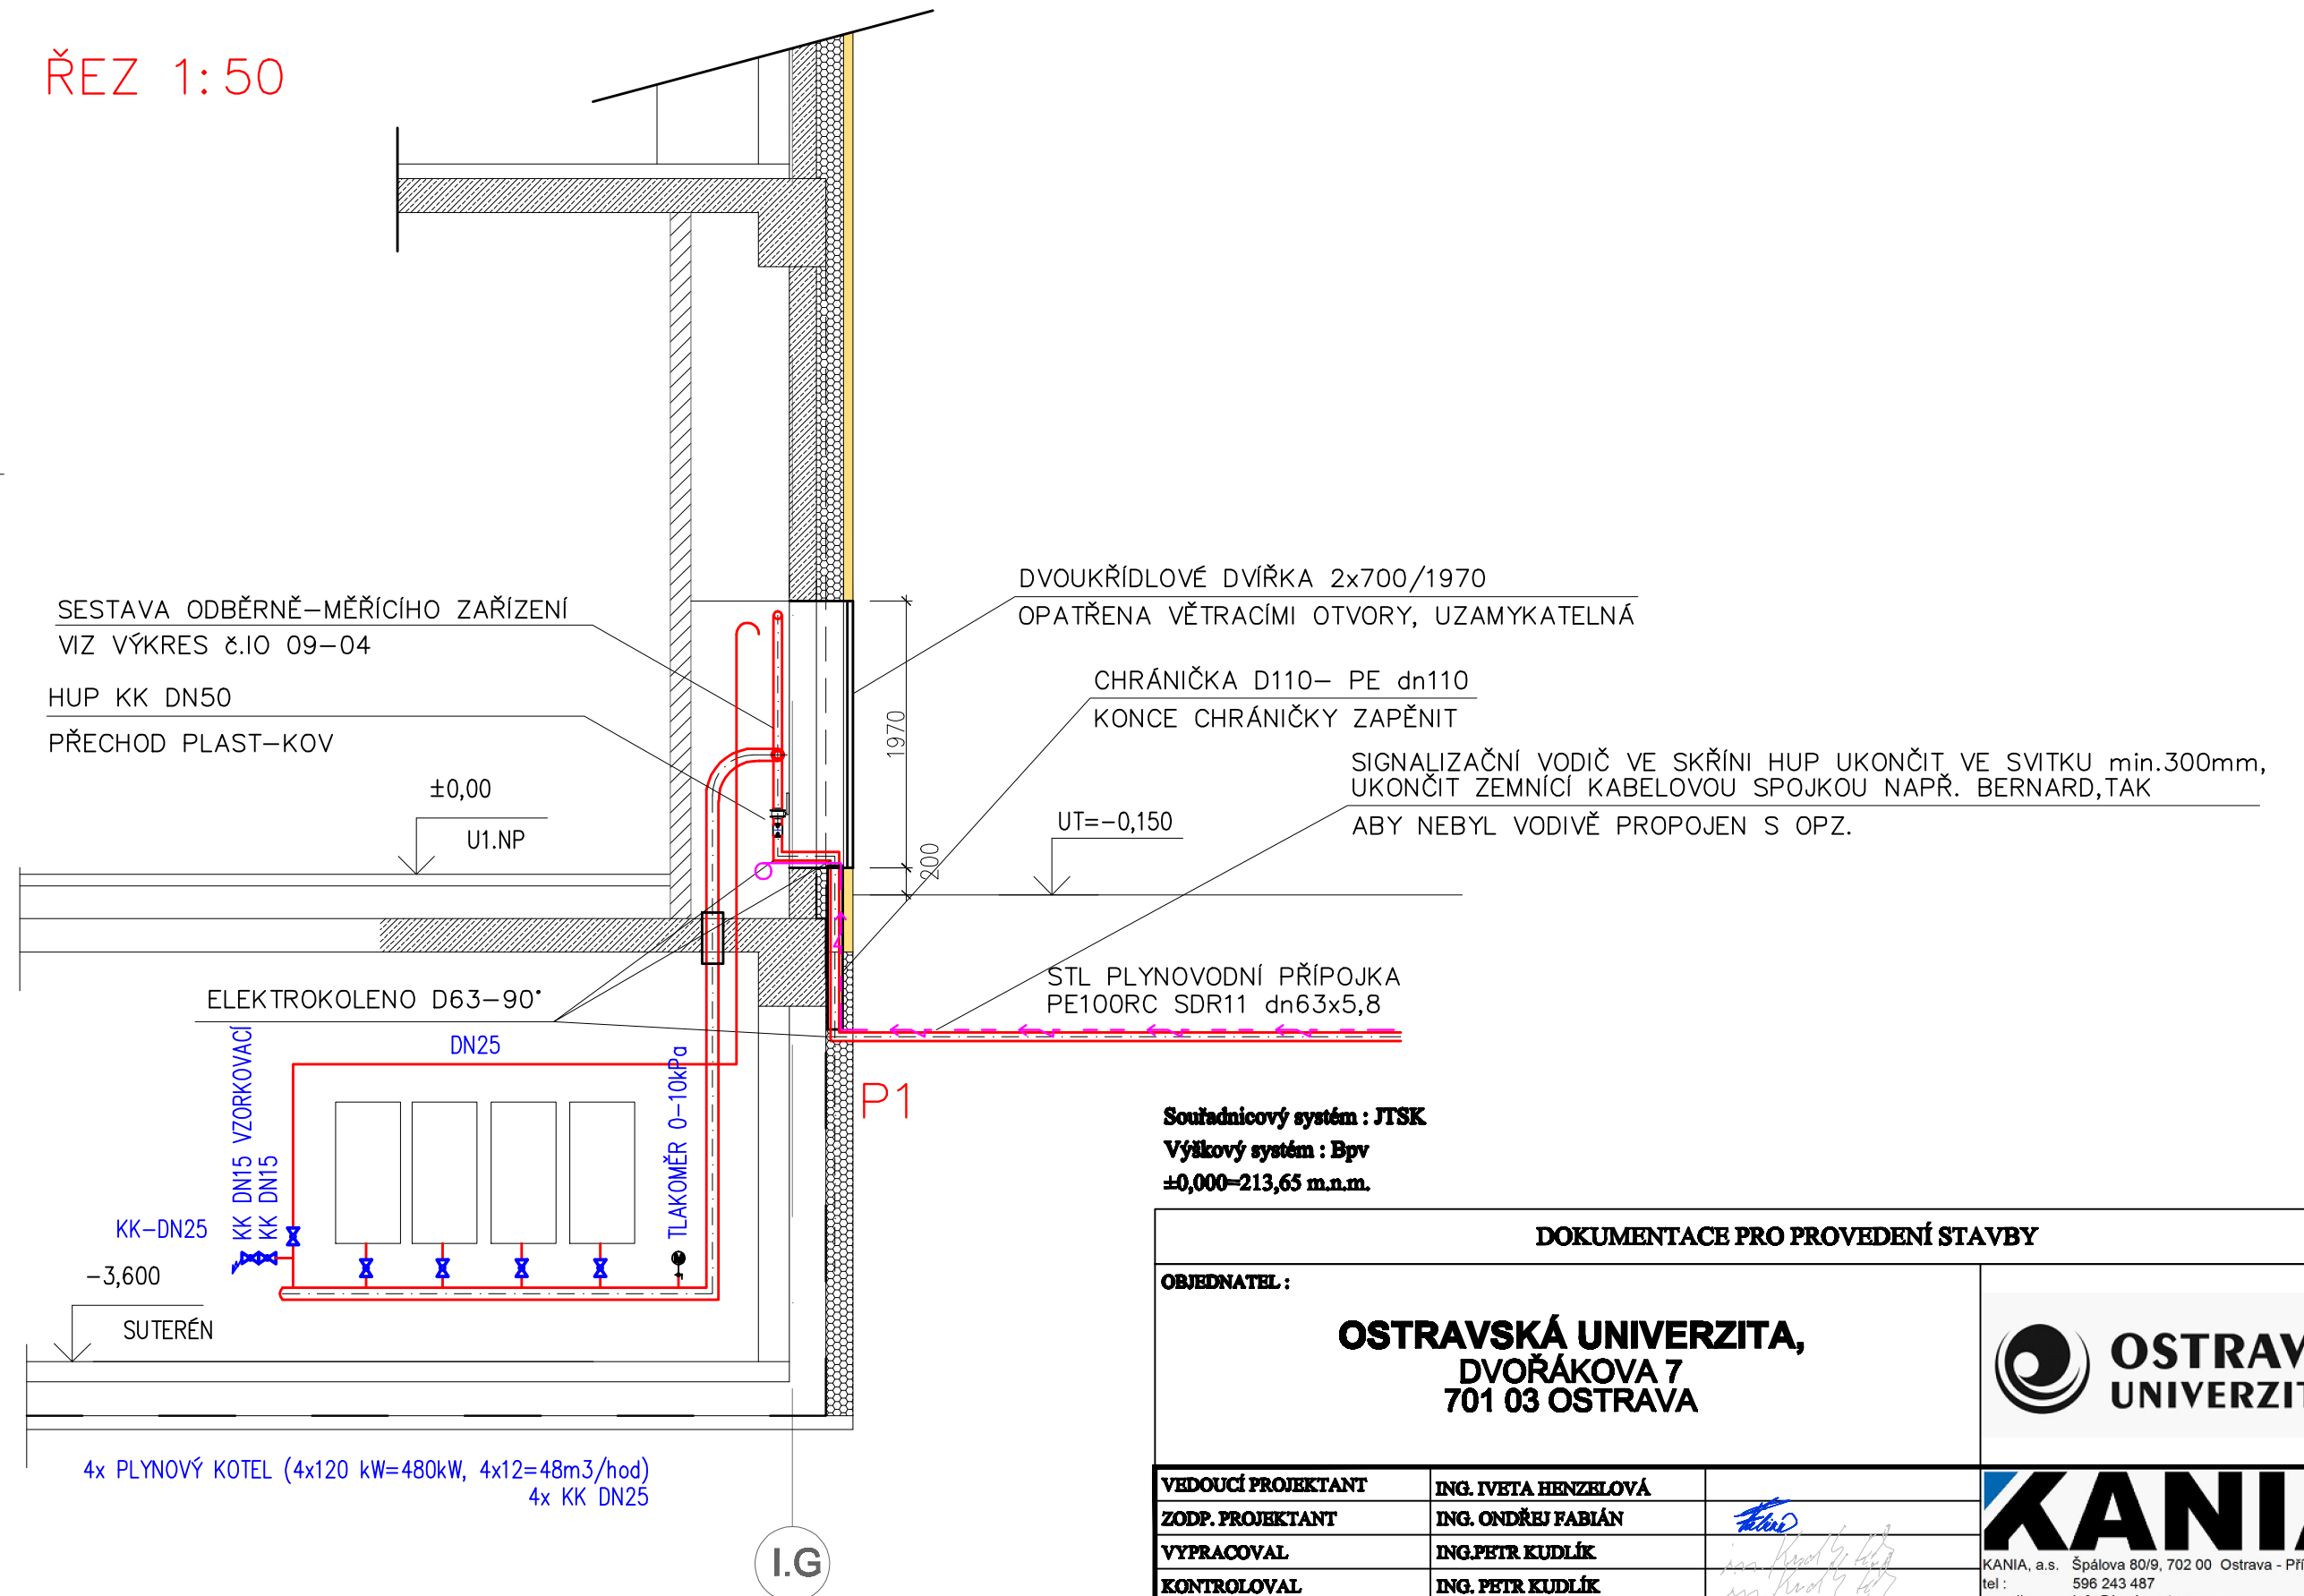 ŘEZ 1:50
SESTAVA ODBĚRNĚ-MĚŘÍCÍHO ZAŘÍZENÍ
VIZ VÝKRES č.IO 09-04
HUP KK DN50
PŘECHOD PLAST-KOV
±0,00
U1.NP
DVOUKŘÍDLOVÉ DVÍŘKA 2x700/1970
OPATŘENA VĚTRACÍMI OTVORY, UZAMYKATELNÁ
CHRÁNIČKA D110- PE dn110
KONCE CHRÁNIČKY ZAPĚNIT
1970
200
SIGNALIZAČNÍ VODIČ VE SKŘÍNI HUP UKONČIT VE SVITKU min.300mm,
UKONČIT ZEMNÍCÍ KABELOVOU SPOJKOU NAPŘ. BERNARD,TAK
ABY NEBYL VODIVĚ PROPOJEN S OPZ.
UT=-0,150
STL PLYNOVODNÍ PŘÍPOJKA
PE100RC SDR11 dn63x5,8
ELEKTROKOLENO D63-90°
DN25
KK DN15 VZORKOVACÍ
KK DN15
TLAKOMĚR 0-10kPa
P1
KK-DN25
-3,600
SUTERÉN
4x PLYNOVÝ KOTEL (4x120 kW=480kW, 4x12=48m3/hod)
4x KK DN25
I.G
Souřadnicový systém : JTSK
Výškový systém : Bpv
±0,000=213,65 m.n.m.
DOKUMENTACE PRO PROVEDENÍ STAVBY
OBJEDNATEL :
OSTRAVSKÁ UNIVERZITA,
DVOŘÁKOVA 7
701 03 OSTRAVA
OSTRAV
UNIVERZIT
VEDOUCÍ PROJEKTANT ING. IVETA HENZELOVÁ
ZODP. PROJEKTANT ING. ONDŘEJ FABIÁN
VYPRACOVAL ING.PETR KUDLÍK
KONTROLOVAL ING. PETR KUDLÍK
KANIA
KANIA, a.s. Špálova 80/9, 702 00 Ostrava - Pří
tel : 596 243 487